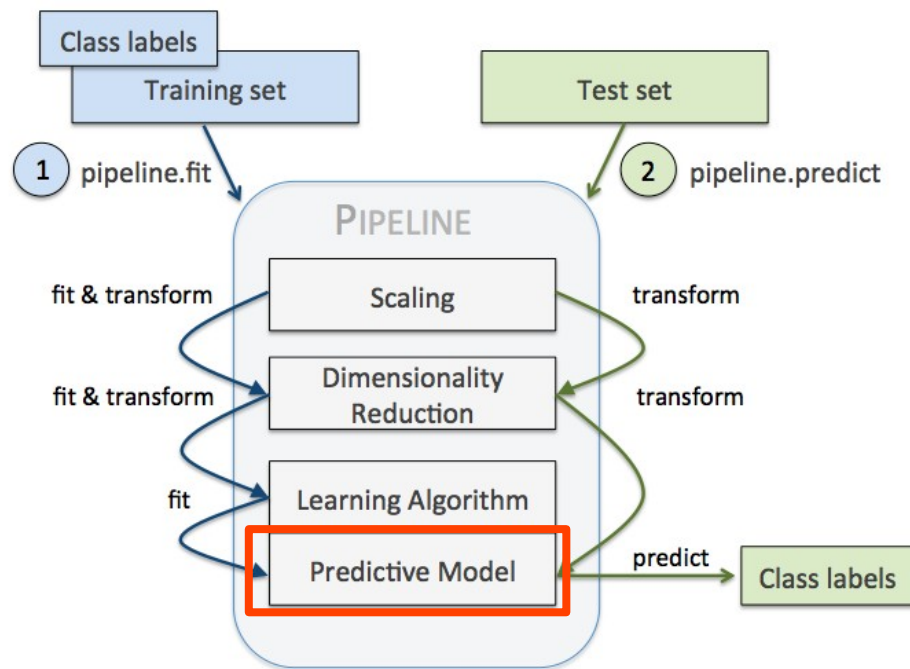 Class labels
Training set
Test set
1 pipeline.fit
2 pipeline.predict
PIPELINE
fit & transform
Scaling
transform
fit & transform
Dimensionality
Reduction
transform
fit
Learning Algorithm
Predictive Model
predict
Class labels